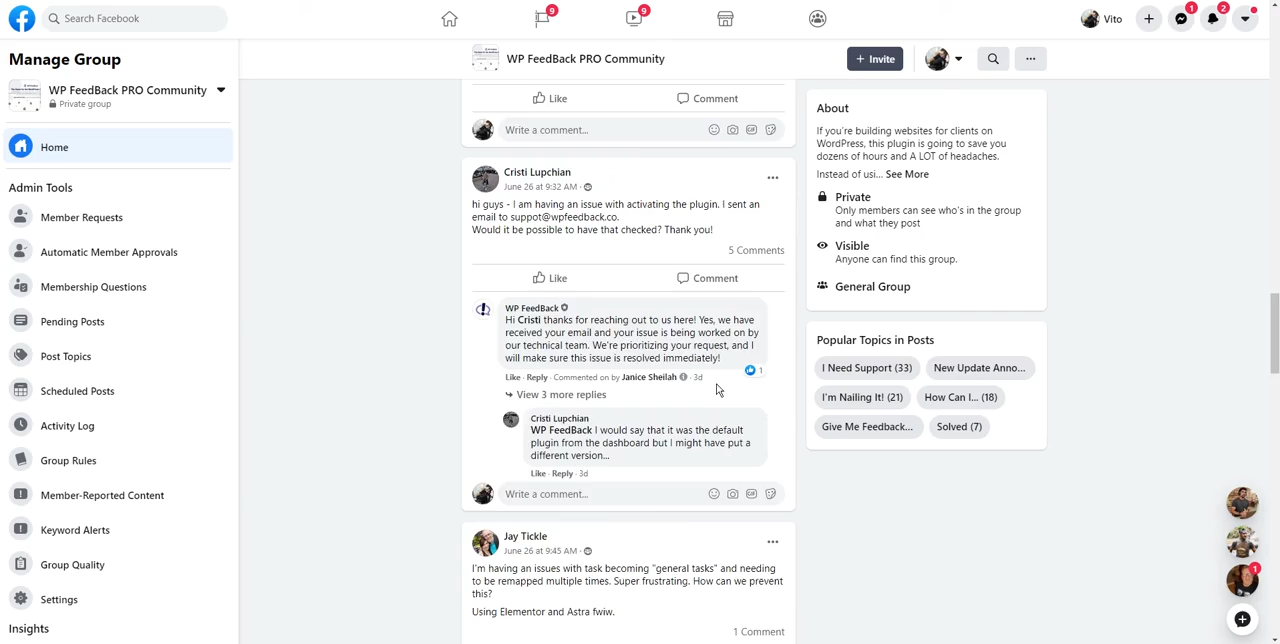 Search Facebook
9
9
Vito
1
2
Manage Group
WP FeedBack PRO Community
Private group
Home
Admin Tools
Member Requests
Automatic Member Approvals
Membership Questions
Pending Posts
Post Topics
Scheduled Posts
Activity Log
Group Rules
Member-Reported Content
Keyword Alerts
Group Quality
Settings
Insights
WP FeedBack PRO Community
+ Invite
Like
Comment
Write a comment...
GIF
Cristi Lupchian
June 26 at 9:32 AM ·
hi guys - I am having an issue with activating the plugin. I sent an
email to suppot@wpfeedback.co.
Would it be possible to have that checked? Thank you!
5 Comments
Like
Comment
WP FeedBack
Hi Cristi thanks for reaching out to us here! Yes, we have
received your email and your issue is being worked on by
our technical team. We're prioritizing your request, and I
will make sure this issue is resolved immediately!
1
Like · Reply · Commented on by Janice Sheilah · 3d
View 3 more replies
Cristi Lupchian
WP FeedBack I would say that it was the default
plugin from the dashboard but I might have put a
different version...
Like · Reply · 3d
Write a comment...
GIF
Jay Tickle
June 26 at 9:45 AM ·
I'm having an issues with task becoming "general tasks" and needing
to be remapped multiple times. Super frustrating. How can we prevent
this?
Using Elementor and Astra fwiw.
1 Comment
About
If you're building websites for clients on
WordPress, this plugin is going to save you
dozens of hours and A LOT of headaches.
Instead of usi... See More
Private
Only members can see who's in the group
and what they post
Visible
Anyone can find this group.
General Group
Popular Topics in Posts
I Need Support (33)
New Update Anno...
I'm Nailing It! (21)
How Can I... (18)
Give Me Feedback...
Solved (7)
1